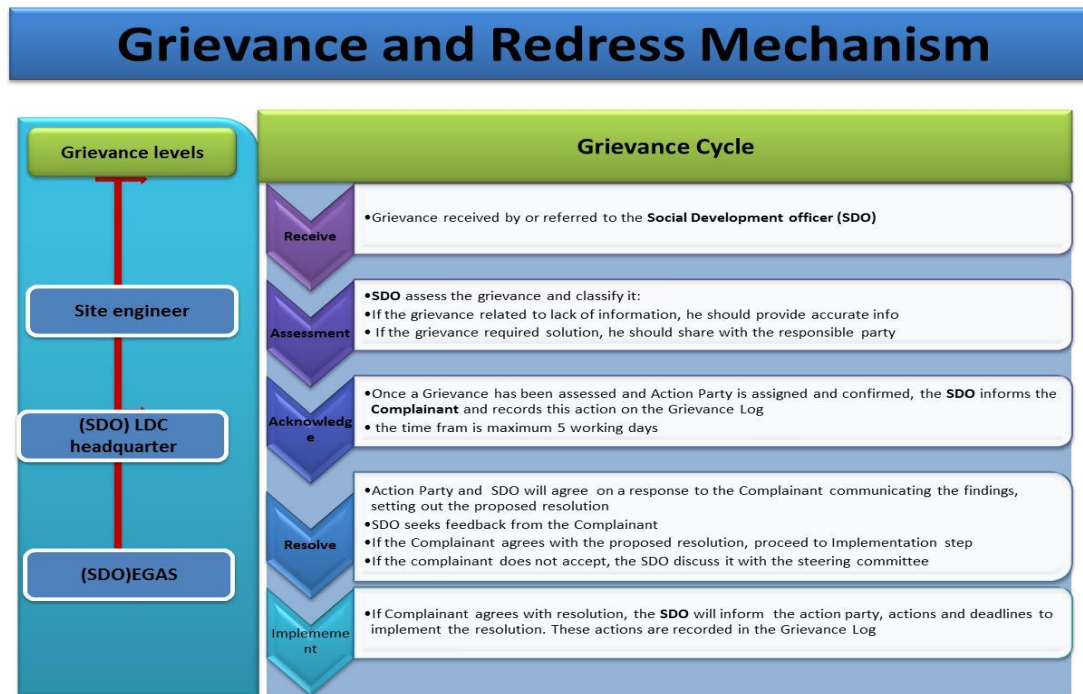 Grievance and Redress Mechanism
Grievance levels
Site engineer
(SDO) LDC
headquarter
(SDO)EGAS
Grievance Cycle
Receive
•Grievance received by or referred to the Social Development officer (SDO)
Assessment
•SDO assess the grievance and classify it:
•If the grievance related to lack of information, he should provide accurate info
• If the grievance required solution, he should share with the responsible party
Acknowledg
e
•Once a Grievance has been assessed and Action Party is assigned and confirmed, the SDO informs the
Complainant and records this action on the Grievance Log
• the time fram is maximum 5 working days
Resolve
•Action Party and SDO will agree on a response to the Complainant communicating the findings,
setting out the proposed resolution
•SDO seeks feedback from the Complainant
•If the Complainant agrees with the proposed resolution, proceed to Implementation step
•If the complainant does not accept, the SDO discuss it with the steering committee
Implememe
nt
•If Complainant agrees with resolution, the SDO will inform the action party, actions and deadlines to
implement the resolution. These actions are recorded in the Grievance Log